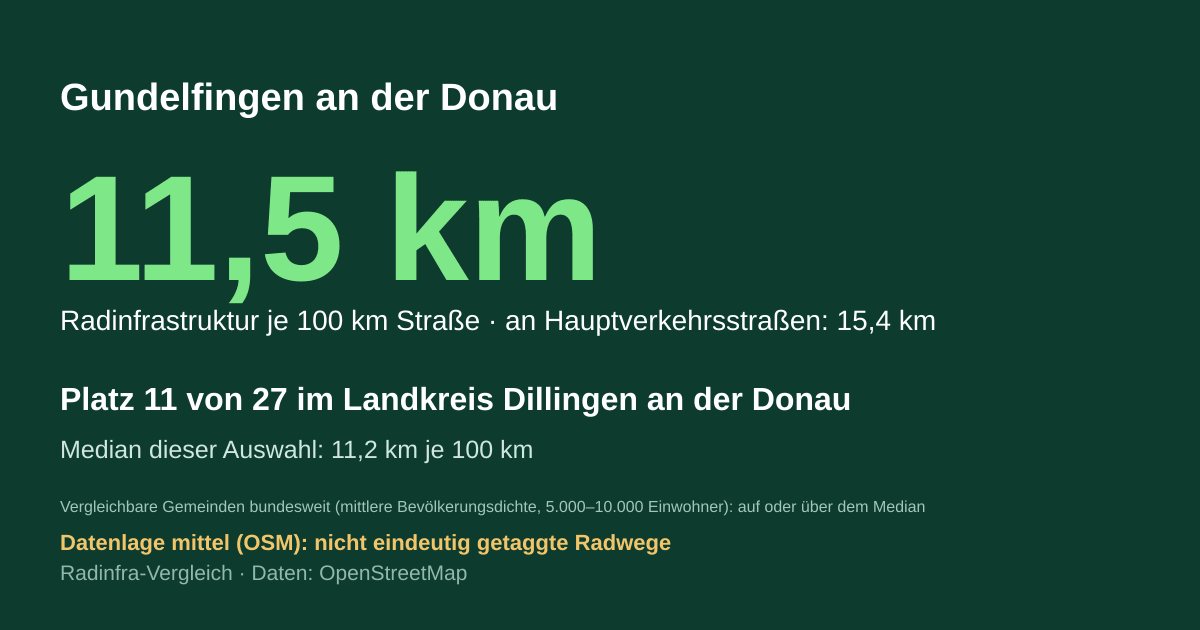 Gundelfingen an der Donau
11,5 km
Radinfrastruktur je 100 km Straße · an Hauptverkehrsstraßen: 15,4 km
Platz 11 von 27 im Landkreis Dillingen an der Donau
Median dieser Auswahl: 11,2 km je 100 km
Vergleichbare Gemeinden bundesweit (mittlere Bevölkerungsdichte, 5.000–10.000 Einwohner): auf oder über dem Median
Datenlage mittel (OSM): nicht eindeutig getaggte Radwege
Radinfra-Vergleich · Daten: OpenStreetMap